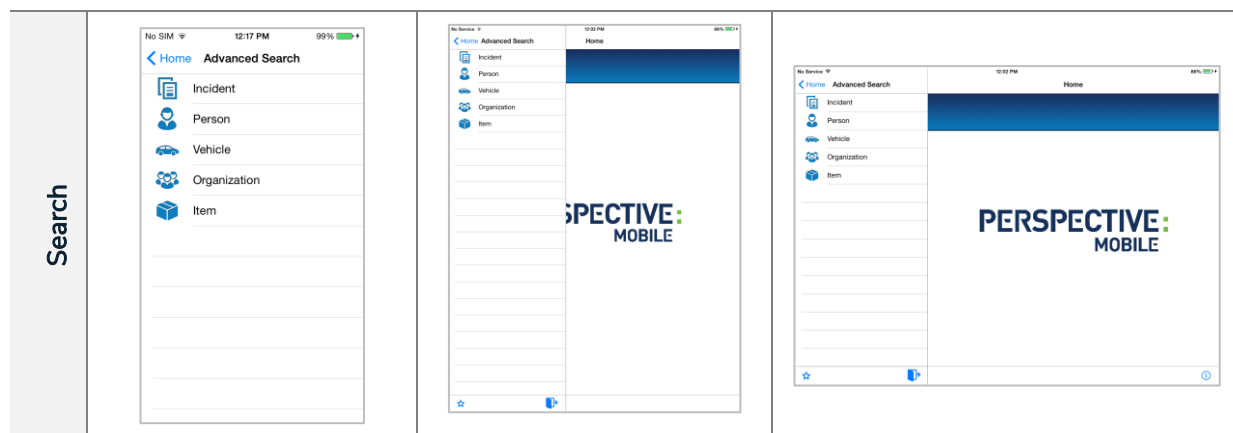 Search
No SIM 12:17 PM 99%
Home Advanced Search
Incident
Person
Vehicle
Organization
Item
No Service 12:02 PM 86%
Home Advanced Search Home
Incident
Person
Vehicle
Organization
Item
SPECTIVE:
MOBILE
No Service 12:02 PM 86%
Home Advanced Search Home
Incident
Person
Vehicle
Organization
Item
PERSPECTIVE:
MOBILE